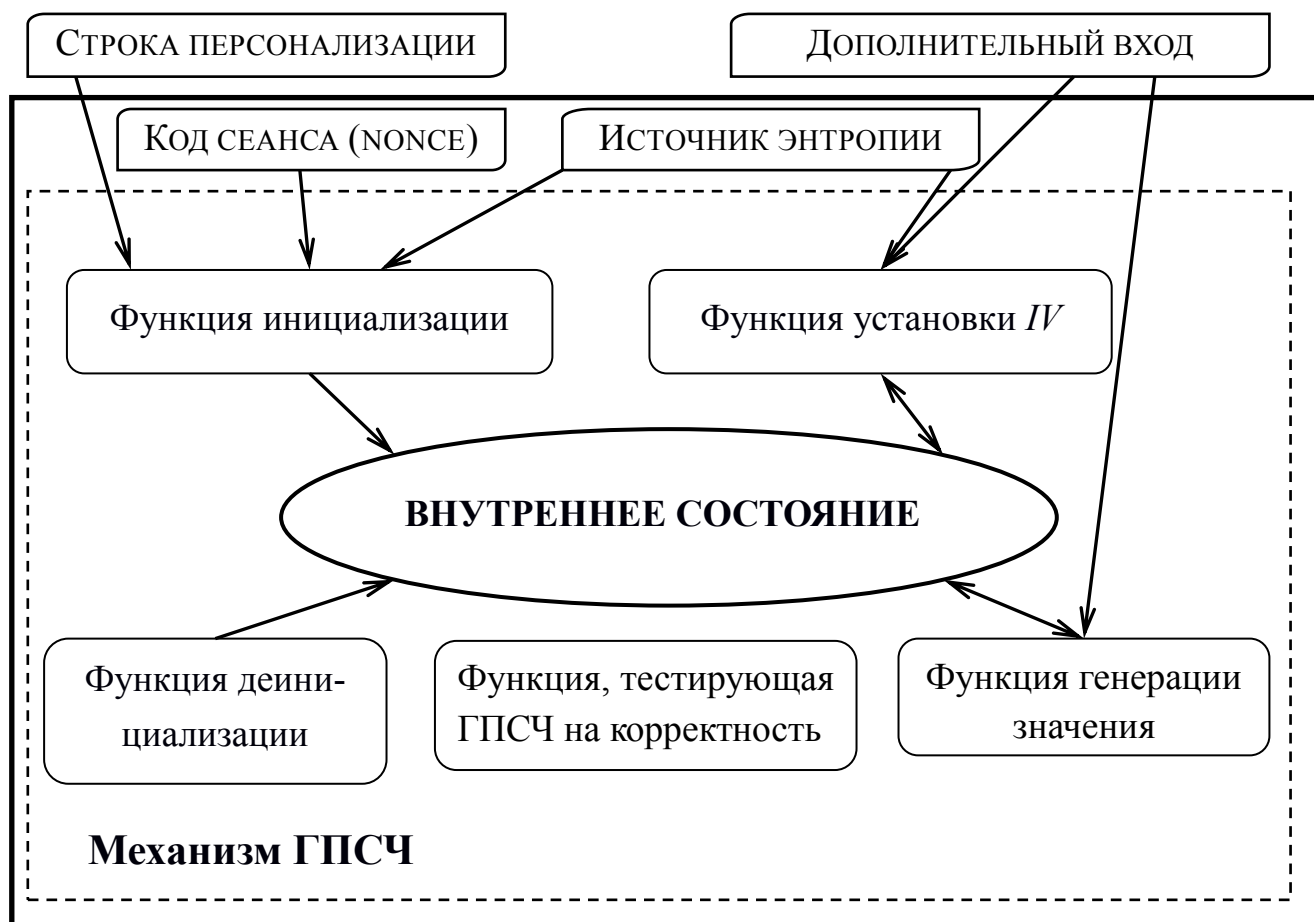 СТРОКА ПЕРСОНАЛИЗАЦИИ
ДОПОЛНИТЕЛЬНЫЙ ВХОД
КОД СЕАНСА (NONCE)
ИСТОЧНИК ЭНТРОПИИ
Функция инициализации
Функция установки IV
ВНУТРЕННЕЕ СОСТОЯНИЕ
Функция деини-
циализации
Функция, тестирующая
ГПСЧ на корректность
Функция генерации
значения
Механизм ГПСЧ